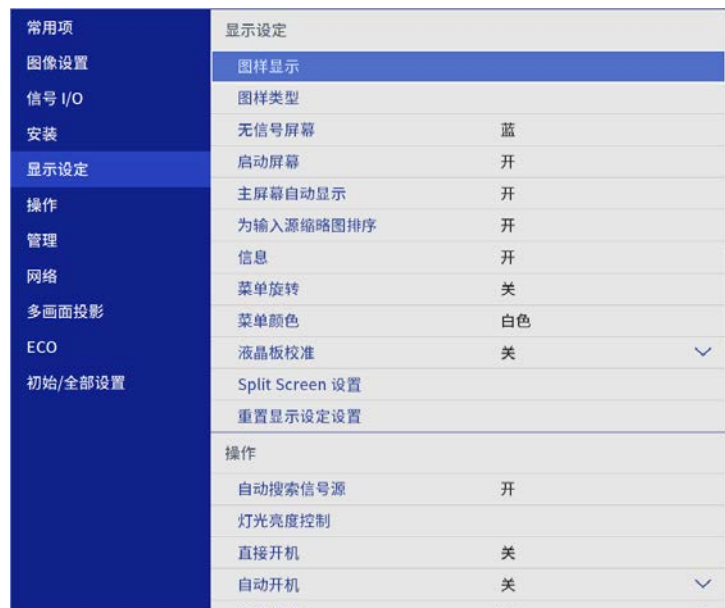 常用项
图像设置
信号 I/O
安装
显示设定
操作
管理
网络
多画面投影
ECO
初始/全部设置
显示设定
图样显示
图样类型
无信号屏幕 蓝
启动屏幕 开
主屏幕自动显示 开
为输入源缩略图排序 开
信息 开
菜单旋转 关
菜单颜色 白色
液晶板校准 关
Split Screen 设置
重置显示设定设置
操作
自动搜索信号源 开
灯光亮度控制
直接开机 关
自动开机 关